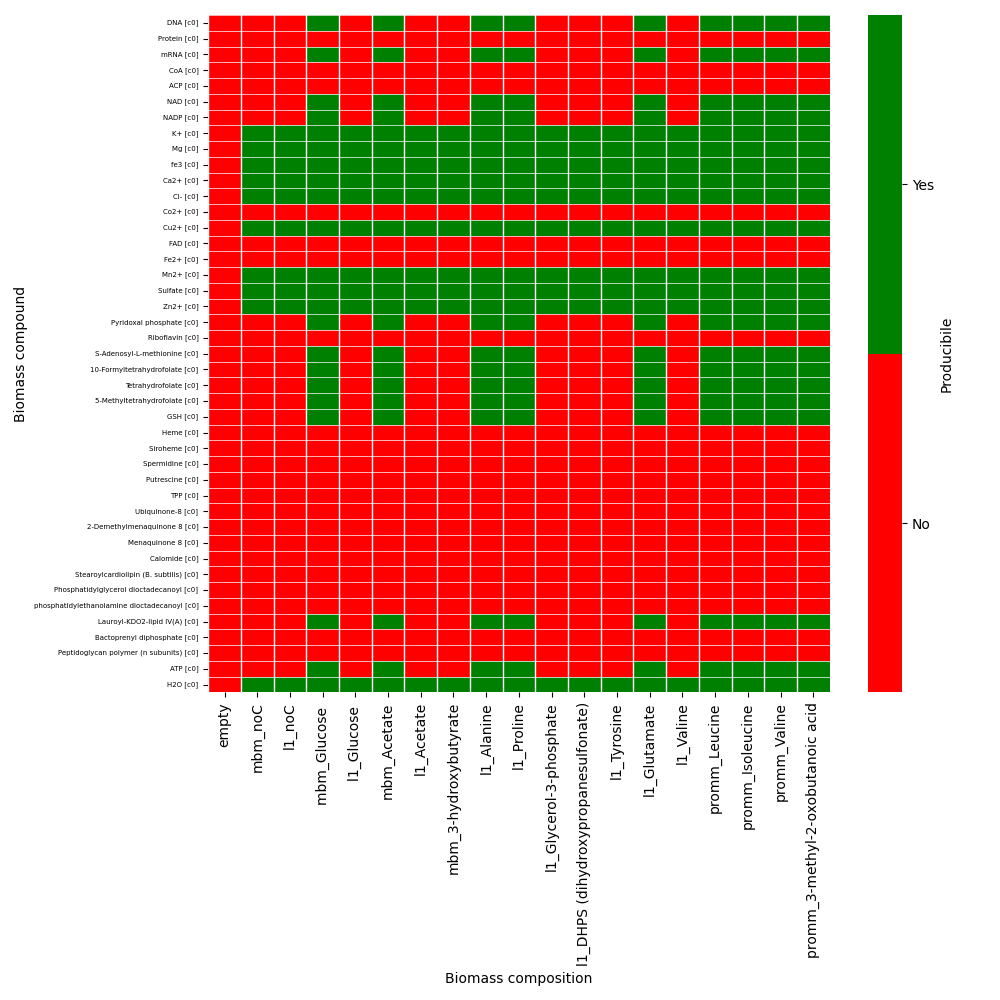 DNA [c0]
Protein [c0]
mRNA [c0]
CoA [c0]
ACP [c0]
NAD [c0]
NADP [c0]
K+ [c0]
Mg [c0]
fe3 [c0]
Ca2+ [c0]
Cl- [c0]
Co2+ [c0]
Cu2+ [c0]
FAD [c0]
Fe2+ [c0]
Mn2+ [c0]
Sulfate [c0]
Zn2+ [c0]
Pyridoxal phosphate [c0]
Riboflavin [c0]
S-Adenosyl-L-methionine [c0]
10-Formyltetrahydrofolate [c0]
Tetrahydrofolate [c0]
5-Methyltetrahydrofolate [c0]
GSH [c0]
Heme [c0]
Siroheme [c0]
Spermidine [c0]
Putrescine [c0]
TPP [c0]
Ubiquinone-8 [c0]
2-Demethylmenaquinone 8 [c0]
Menaquinone 8 [c0]
Calomide [c0]
Stearoylcardiolipin (B. subtilis) [c0]
Phosphatidylglycerol dioctadecanoyl [c0]
phosphatidylethanolamine dioctadecanoyl [c0]
Lauroyl-KDO2-lipid IV(A) [c0]
Bactoprenyl diphosphate [c0]
Peptidoglycan polymer (n subunits) [c0]
ATP [c0]
H2O [c0]
Biomass compound
empty
mbm_noC
l1_noC
mbm_Glucose
l1_Glucose
mbm_Acetate
l1_Acetate
mbm_3-hydroxybutyrate
l1_Alanine
l1_Proline
l1_Glycerol-3-phosphate
l1_DHPS (dihydroxypropanesulfonate)
l1_Tyrosine
l1_Glutamate
l1_Valine
promm_Leucine
promm_Isoleucine
promm_Valine
promm_3-methyl-2-oxobutanoic acid
Biomass composition
Yes
No
Producibile